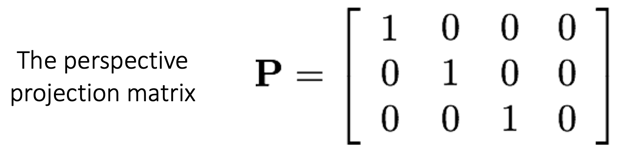 The perspective
projection matrix
P =
1 0 0 0
0 1 0 0
0 0 1 0